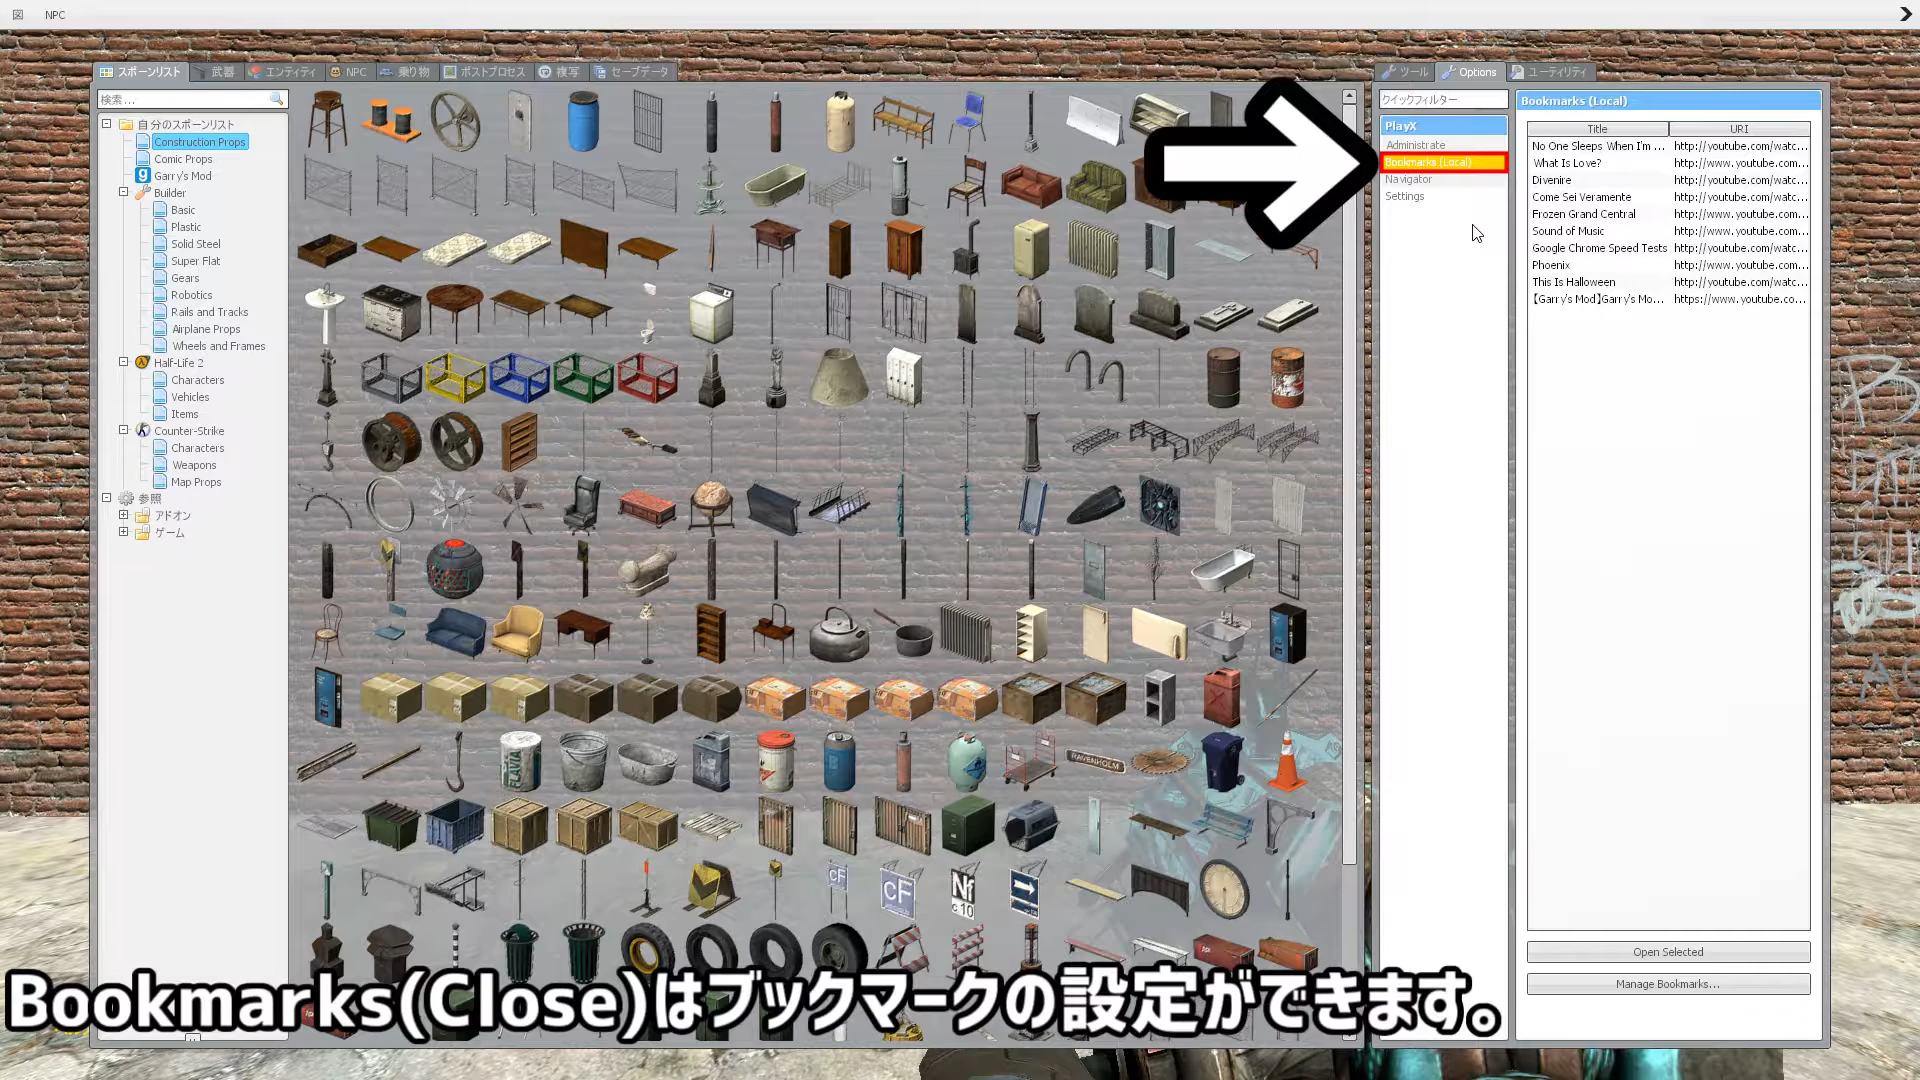 図 NPC
スポーンリスト 武器 エンティティ NPC 乗り物 ポストプロセス 複写 セーブデータ
ツール Options ユーティリティ
検索...
自分のスポーンリスト
Construction Props
Comic Props
Garry's Mod
Builder
Basic
Plastic
Solid Steel
Super Flat
Gears
Robotics
Rails and Tracks
Airplane Props
Wheels and Frames
Half-Life 2
Characters
Vehicles
Items
Counter-Strike
Characters
Weapons
Map Props
参照
アドオン
ゲーム
RAVENHOLM
cF
cF
Nf
c 10
クイックフィルター
PlayX
Administrate
Bookmarks (Local)
Navigator
Settings
Bookmarks (Local)
Title URI
No One Sleeps When I'm ... http://youtube.com/watc...
What Is Love? http://www.youtube.com...
Divenire http://youtube.com/watc...
Come Sei Veramente http://youtube.com/watc...
Frozen Grand Central http://www.youtube.com...
Sound of Music http://www.youtube.com...
Google Chrome Speed Tests http://youtube.com/watc...
Phoenix http://www.youtube.com...
This Is Halloween http://youtube.com/watc...
【Garry's Mod】Garry's Mo... https://www.youtube.co...
Open Selected
Manage Bookmarks...
Bookmarks(Close)はブックマークの設定ができます。